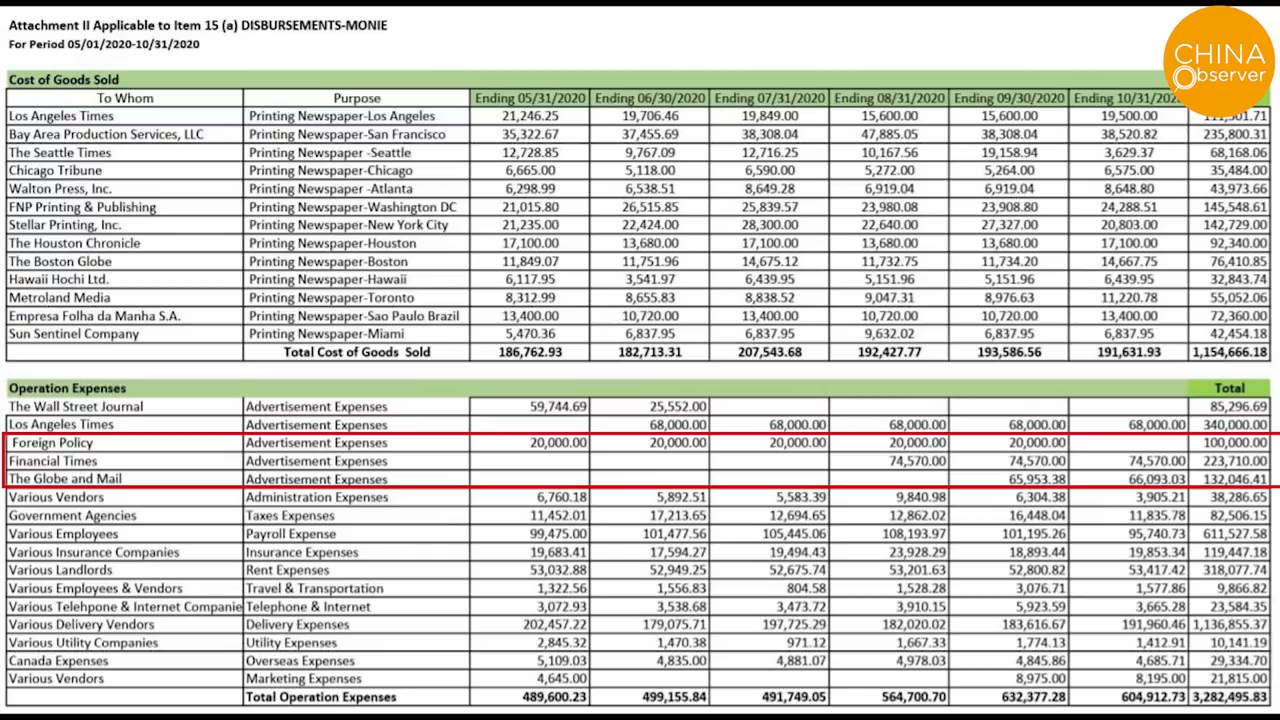 Attachment II Applicable to Item 15 (a) DISBURSEMENTS-MONIE
For Period 05/01/2020-10/31/2020
CHINA
Observer
Cost of Goods Sold
To Whom Purpose Ending 05/31/2020 Ending 06/30/2020 Ending 07/31/2020 Ending 08/31/2020 Ending 09/30/2020 Ending
Los Angeles Times Printing Newspaper-Los Angeles 21,246.25 19,706.46 19,849.00 15,600.00 15,600.00 19,500.00
Bay Area Production Services, LLC Printing Newspaper-San Francisco 35,322.67 37,455.69 38,308.04 47,885.05 38,308.04 38,520.82 235,800.31
The Seattle Times Printing Newspaper -Seattle 12,728.85 9,767.09 12,716.25 10,167.56 19,158.94 3,629.37 68,168.06
Chicago Tribune Printing Newspaper-Chicago 6,665.00 5,118.00 6,590.00 5,272.00 5,264.00 6,575.00 35,484.00
Walton Press, Inc. Printing Newspaper -Atlanta 6,298.99 6,538.51 8,649.28 6,919.04 6,919.04 8,648.80 43,973.66
FNP Printing & Publishing Printing Newspaper-Washington DC 21,015.80 26,515.85 25,839.57 23,980.08 23,908.80 24,288.51 145,548.61
Stellar Printing, Inc. Printing Newspaper-New York City 21,235.00 22,424.00 28,300.00 22,640.00 27,327.00 20,803.00 142,729.00
The Houston Chronicle Printing Newspaper-Houston 17,100.00 13,680.00 17,100.00 13,680.00 13,680.00 17,100.00 92,340.00
The Boston Globe Printing Newspaper-Boston 11,849.07 11,751.96 14,675.12 11,732.75 11,734.20 14,667.75 76,410.85
Hawaii Hochi Ltd. Printing Newspaper-Hawaii 6,117.95 3,541.97 6,439.95 5,151.96 5,151.96 6,439.95 32,843.74
Metroland Media Printing Newspaper-Toronto 8,312.99 8,655.83 8,838.52 9,047.31 8,976.63 11,220.78 55,052.06
Empresa Folha da Manha S.A. Printing Newspaper-Sao Paulo Brazil 13,400.00 10,720.00 13,400.00 10,720.00 10,720.00 13,400.00 72,360.00
Sun Sentinel Company Printing Newspaper-Miami 5,470.36 6,837.95 6,837.95 9,632.02 6,837.95 6,837.95 42,454.18
Total Cost of Goods Sold 186,762.93 182,713.31 207,543.68 192,427.77 193,586.56 191,631.93 1,154,666.18
Operation Expenses Total
The Wall Street Journal Advertisement Expenses 59,744.69 25,552.00 85,296.69
Los Angeles Times Advertisement Expenses 68,000.00 68,000.00 68,000.00 68,000.00 68,000.00 340,000.00
Foreign Policy Advertisement Expenses 20,000.00 20,000.00 20,000.00 20,000.00 20,000.00 100,000.00
Financial Times Advertisement Expenses 74,570.00 74,570.00 74,570.00 223,710.00
The Globe and Mail Advertisement Expenses 65,953.38 66,093.03 132,046.41
Various Vendors Administration Expenses 6,760.18 5,892.51 5,583.39 9,840.98 6,304.38 3,905.21 38,286.65
Government Agencies Taxes Expenses 11,452.01 17,213.65 12,694.65 12,862.02 16,448.04 11,835.78 82,506.15
Various Employees Payroll Expense 99,475.00 101,477.56 105,445.06 108,193.97 101,195.26 95,740.73 611,527.58
Various Insurance Companies Insurance Expenses 19,683.41 17,594.27 19,494.43 23,928.29 18,893.44 19,853.34 119,447.18
Various Landlords Rent Expenses 53,032.88 52,949.25 52,675.74 53,201.63 52,800.82 53,417.42 318,077.74
Various Employees & Vendors Travel & Transportation 1,322.56 1,556.83 804.58 1,528.28 3,076.71 1,577.86 9,866.82
Various Telehpone & Internet Companie Telephone & Internet 3,072.93 3,538.68 3,473.72 3,910.15 5,923.59 3,665.28 23,584.35
Various Delivery Vendors Delivery Expenses 202,457.22 179,075.71 197,725.29 182,020.02 183,616.67 191,960.46 1,136,855.37
Various Utility Companies Utility Expenses 2,845.32 1,470.38 971.12 1,667.33 1,774.13 1,412.91 10,141.19
Canada Expenses Overseas Expenses 5,109.03 4,835.00 4,881.07 4,978.03 4,845.86 4,685.71 29,334.70
Various Vendors Marketing Expenses 4,645.00 8,975.00 8,195.00 21,815.00
Total Operation Expenses 489,600.23 499,155.84 491,749.05 564,700.70 632,377.28 604,912.73 3,282,495.83